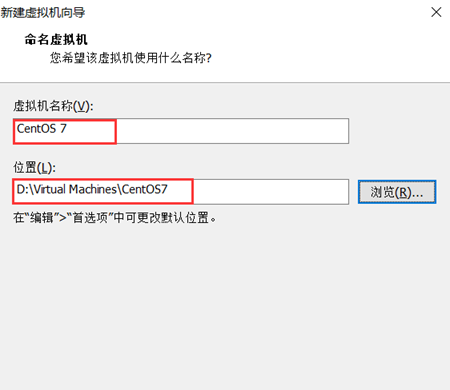 新建虚拟机向导
命名虚拟机
您希望该虚拟机使用什么名称?
虚拟机名称(V):
CentOS 7
位置(L):
D:\Virtual Machines\CentOS7
浏览(R)...
在“编辑”>“首选项”中可更改默认位置。